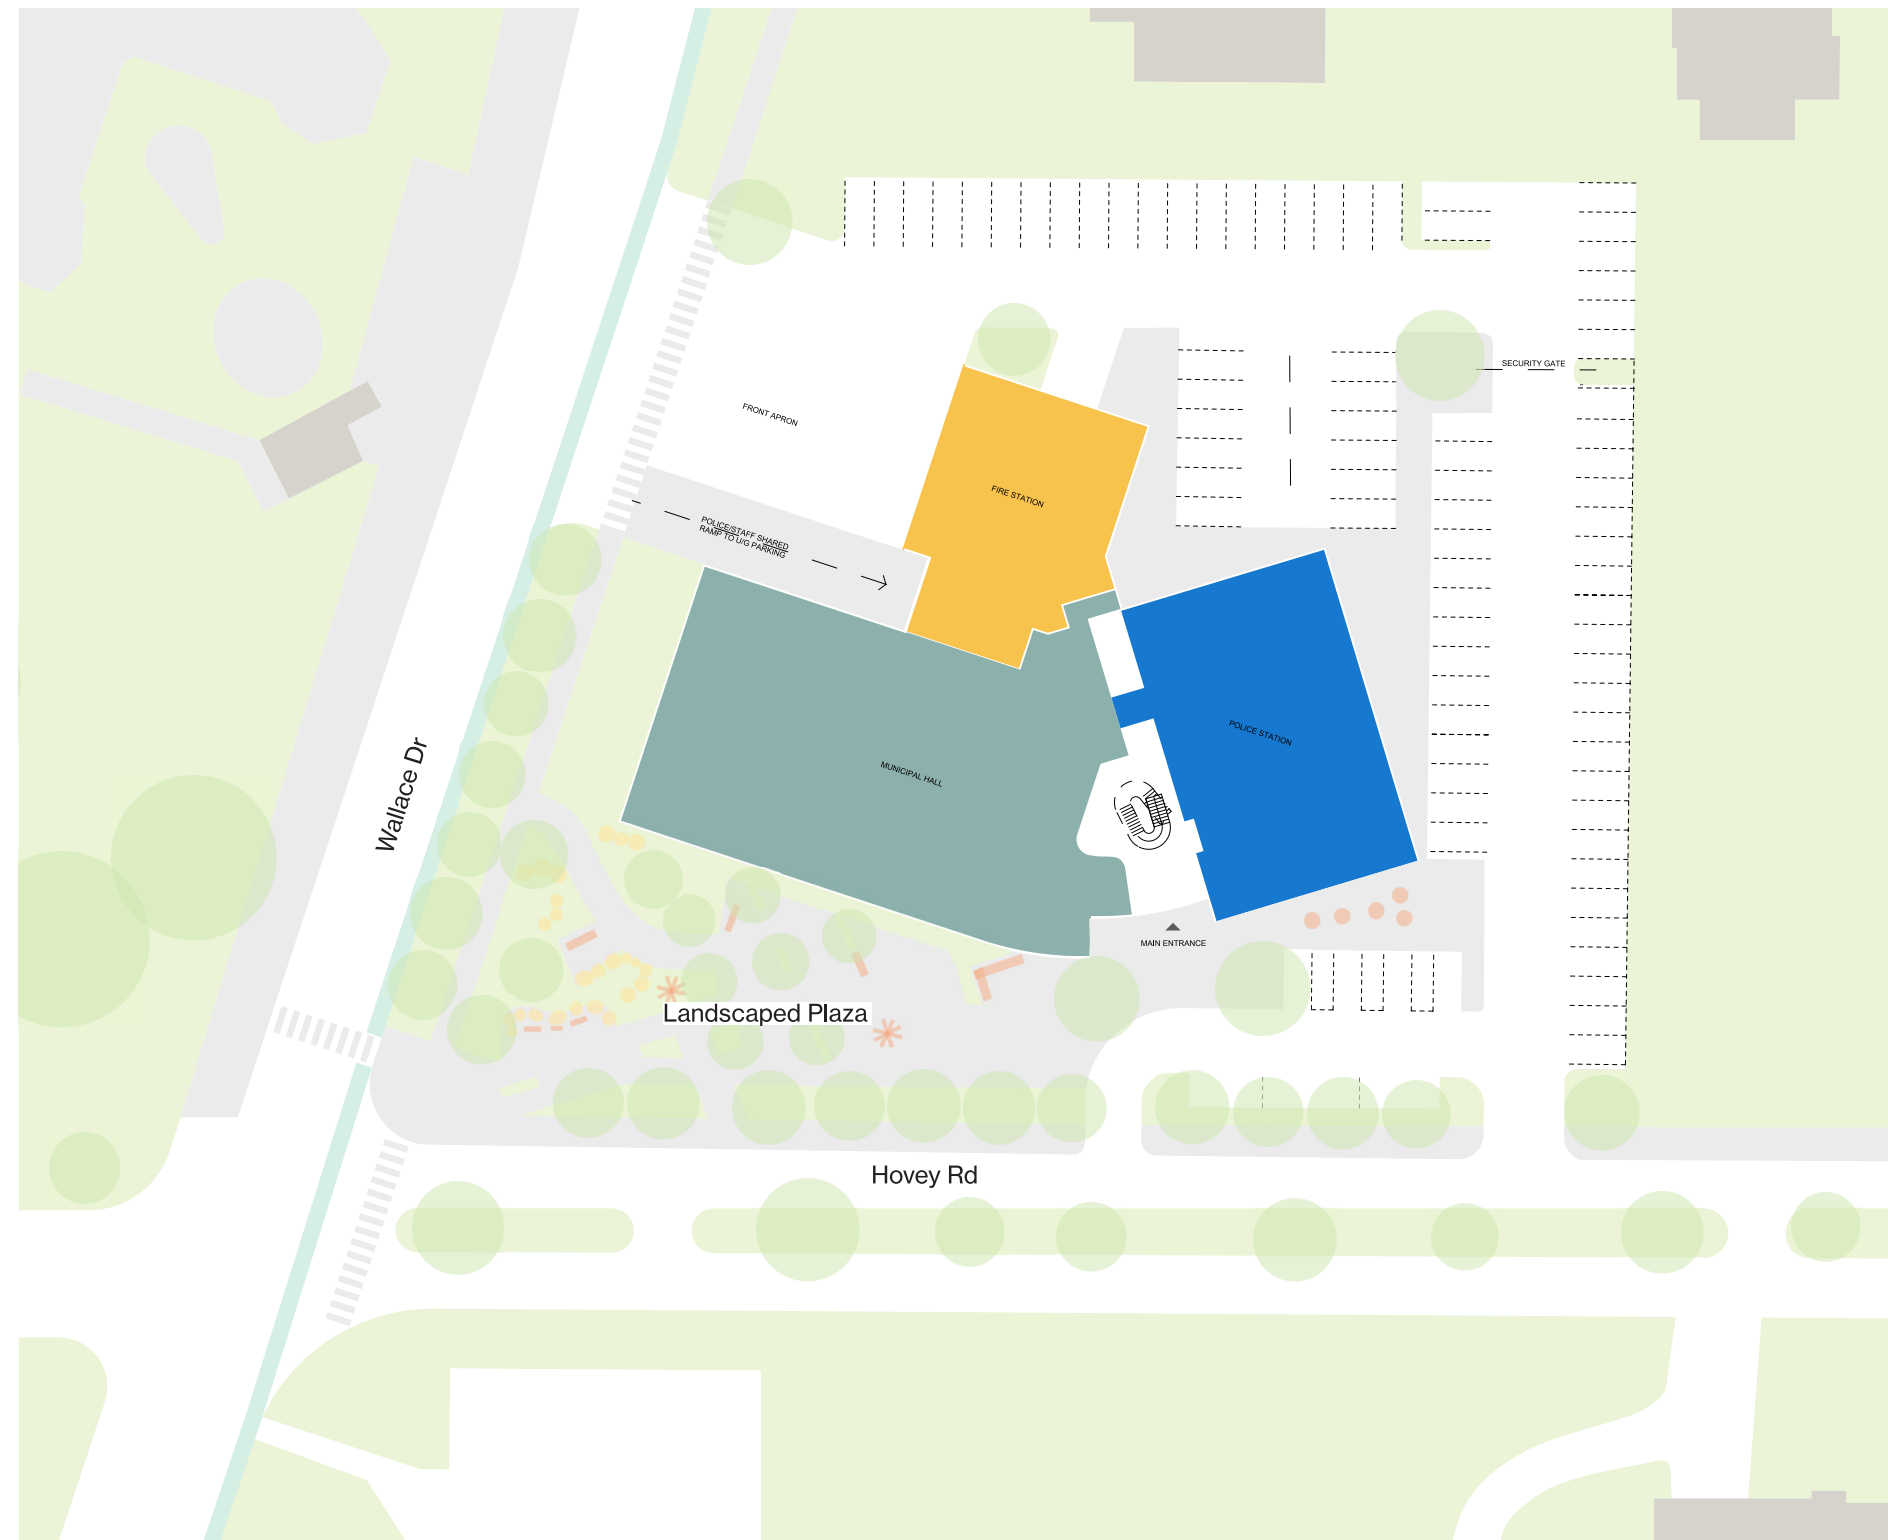 SECURITY GATE
FRONT APRON
FIRE STATION
POLICE/STAFF SHARED
RAMP TO U/G PARKING
POLICE STATION
MUNICIPAL HALL
Wallace Dr
MAIN ENTRANCE
Landscaped Plaza
Hovey Rd